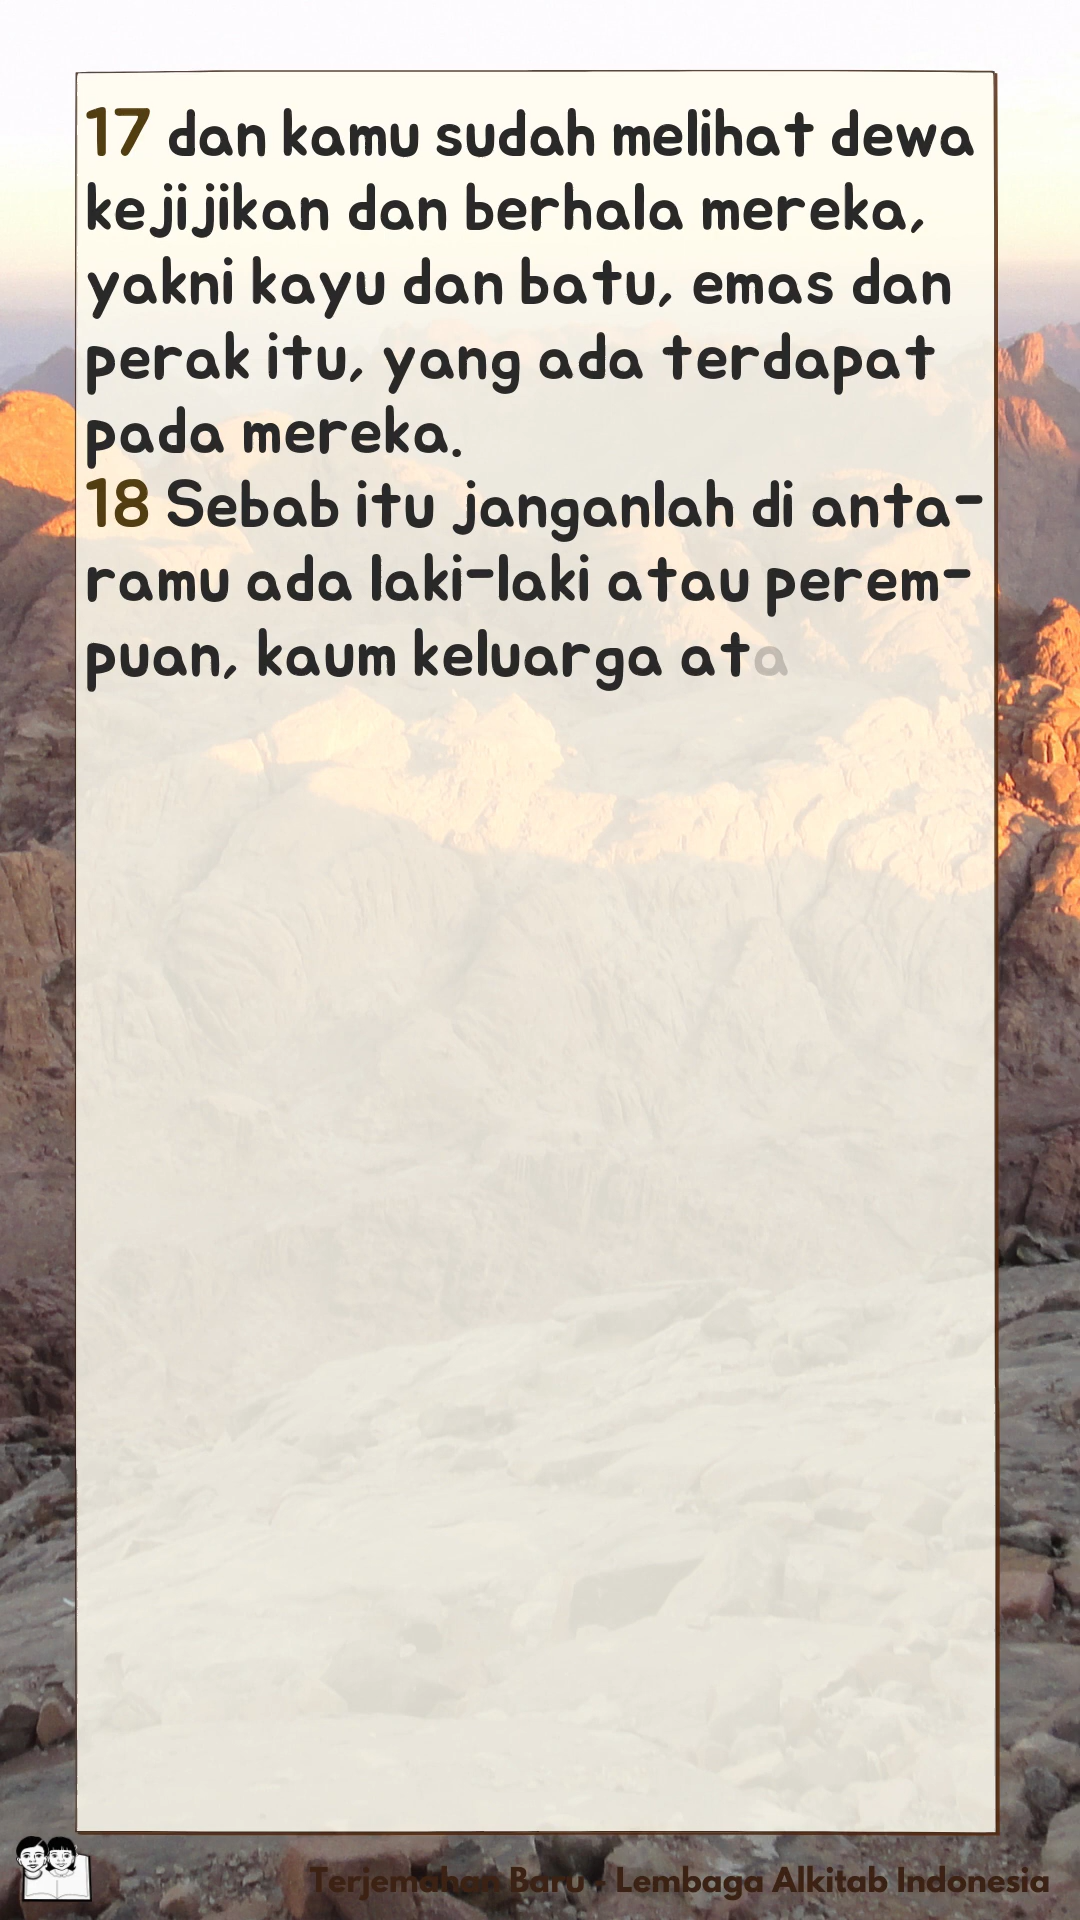 17 dan kamu sudah melihat dewa
kejijikan dan berhala mereka,
yakni kayu dan batu, emas dan
perak itu, yang ada terdapat
pada mereka.
18 Sebab itu janganlah di anta-
ramu ada laki-laki atau perem-
puan, kaum keluarga ata
Terjemahan Baru - Lembaga Alkitab Indonesia